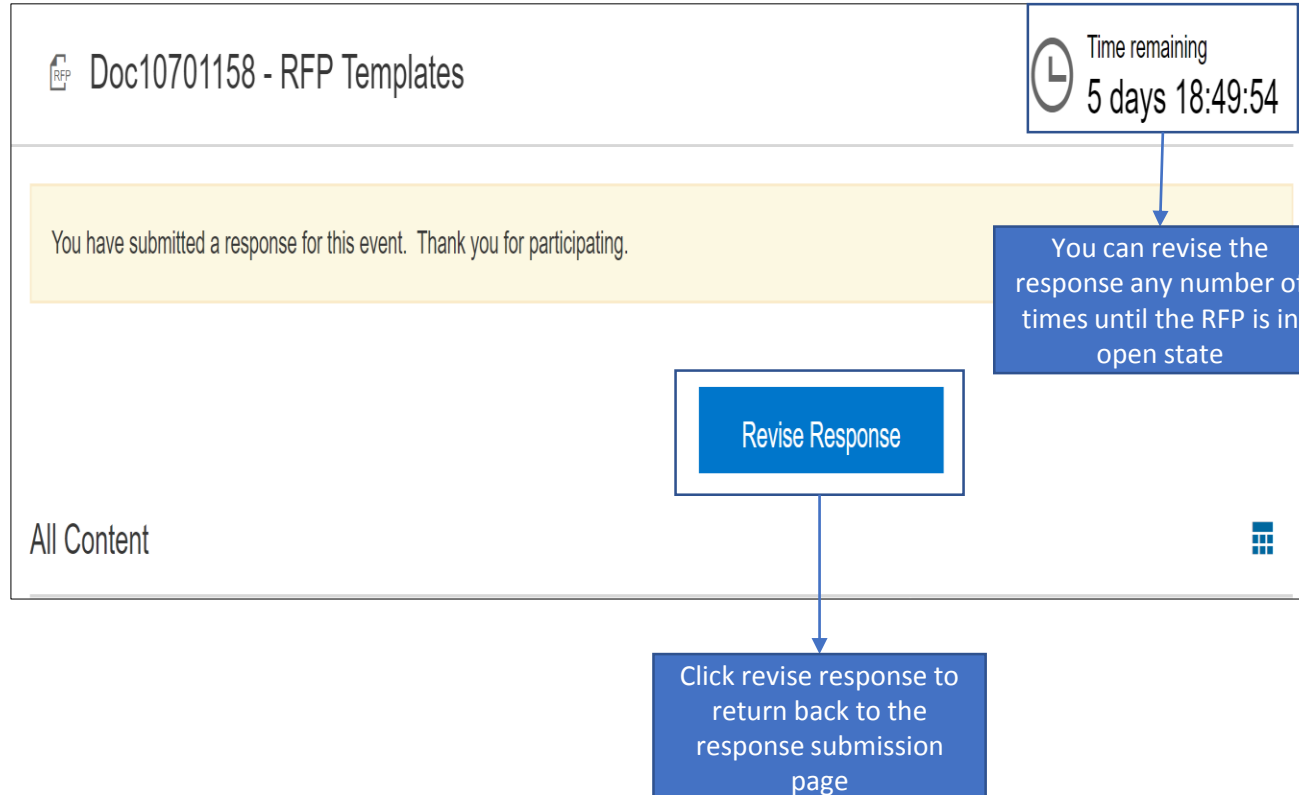 RFP Doc10701158 - RFP Templates
Time remaining
5 days 18:49:54
You have submitted a response for this event. Thank you for participating.
You can revise the
response any number of
times until the RFP is in
open state
Revise Response
All Content
Click revise response to
return back to the
response submission
page